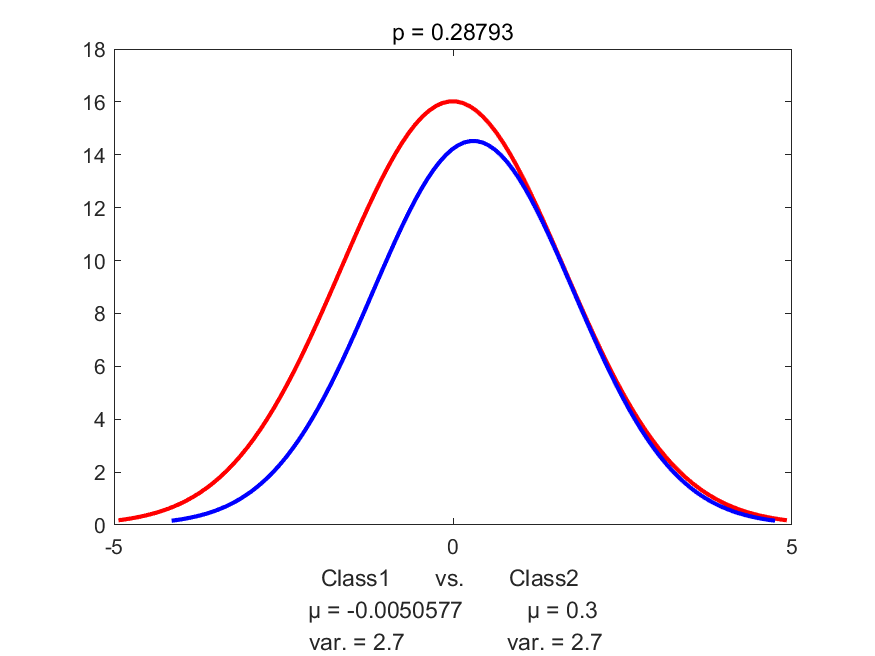 p = 0.28793
18
16
14
12
10
8
6
4
2
0
-5 0 5
Class1 vs. Class2
μ = -0.0050577 μ = 0.3
var. = 2.7 var. = 2.7